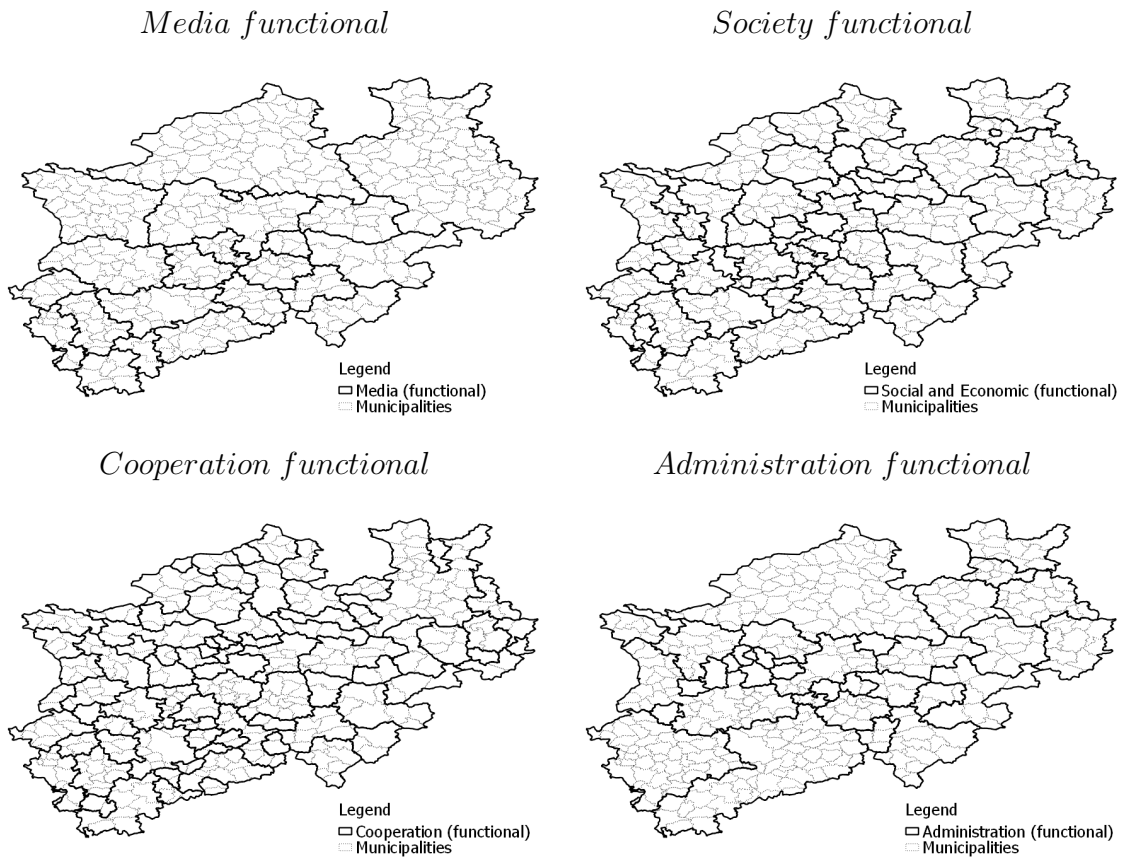 Media functional
Society functional
Legend
Media (functional)
Municipalities
Legend
Social and Economic (functional)
Municipalities
Cooperation functional
Administration functional
Legend
Cooperation (functional)
Municipalities
Legend
Administration (functional)
Municipalities